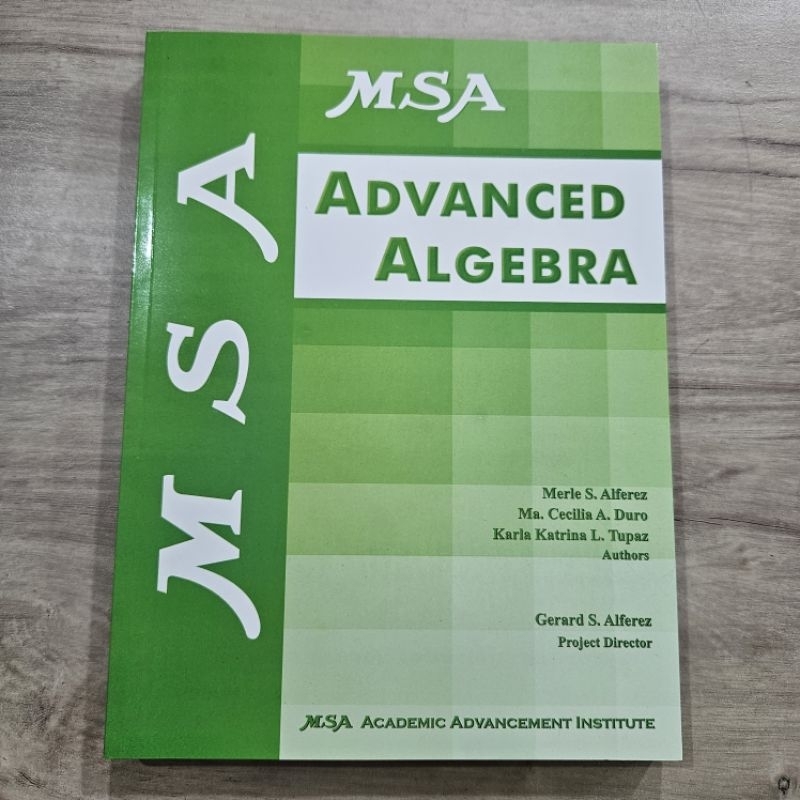 MSA
MSA
ADVANCED
ALGEBRA
Merle S. Alferez
Ma. Cecilia A. Duro
Karla Katrina L. Tupaz
Authors
Gerard S. Alferez
Project Director
MSA ACADEMIC ADVANCEMENT INSTITUTE